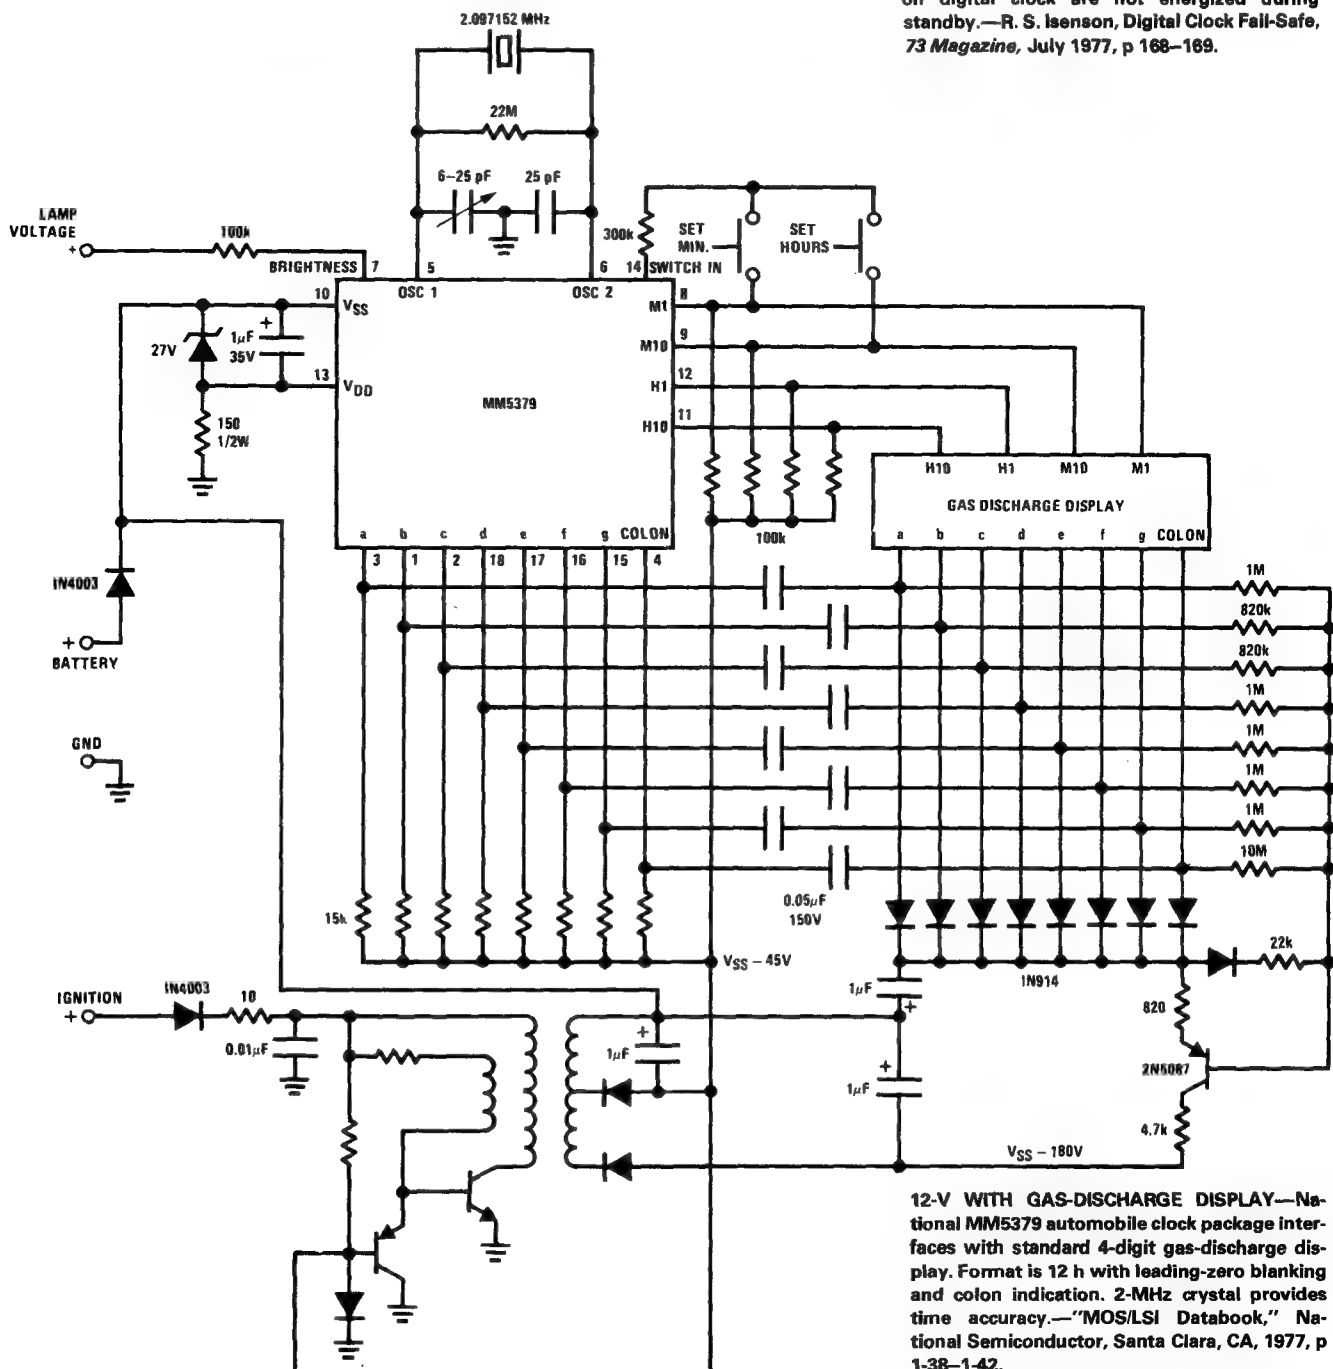 on digital clock are not energized during
standby.—R. S. Isenson, Digital Clock Fail-Safe,
73 Magazine, July 1977, p 168–169.
2.097152 MHz
22M
6–25 pF
25 pF
LAMP
VOLTAGE
+
100k
BRIGHTNESS
7
5
6
300k
14
SWITCH IN
SET
MIN.
SET
HOURS
OSC 1
OSC 2
10
VSS
27V
+
1µF
35V
13
VDD
150
1/2W
MM5379
M1
8
M10
9
H1
12
H10
11
100k
H10
H1
M10
M1
GAS DISCHARGE DISPLAY
a
b
c
d
e
f
g
COLON
a
b
c
d
e
f
g
COLON
3
1
2
18
17
16
15
4
IN4003
+
BATTERY
GND
1M
820k
820k
1M
1M
1M
1M
10M
0.05µF
150V
15k
VSS – 45V
IN914
22k
820
2N5087
4.7k
1µF
+
+
1µF
+
1µF
VSS – 180V
IGNITION
+
IN4003
10
0.01µF
12-V WITH GAS-DISCHARGE DISPLAY—Na-
tional MM5379 automobile clock package inter-
faces with standard 4-digit gas-discharge dis-
play. Format is 12 h with leading-zero blanking
and colon indication. 2-MHz crystal provides
time accuracy.—"MOS/LSI Databook," Na-
tional Semiconductor, Santa Clara, CA, 1977, p
1-38–1-42.